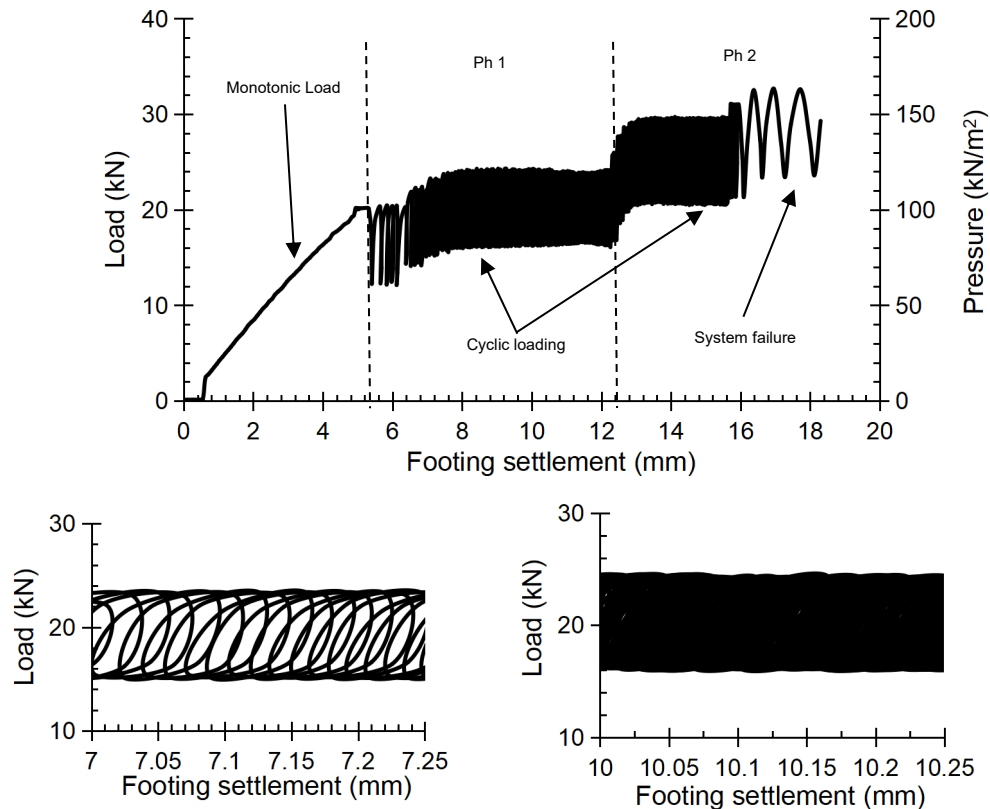 40
30
20
10
0
Load (kN)
200
150
100
50
0
Pressure (kN/m²)
Monotonic Load
Ph 1
Ph 2
Cyclic loading
System failure
0 2 4 6 8 10 12 14 16 18 20
Footing settlement (mm)
30
20
10
Load (kN)
7 7.05 7.1 7.15 7.2 7.25
Footing settlement (mm)
30
20
10
Load (kN)
10 10.05 10.1 10.15 10.2 10.25
Footing settlement (mm)